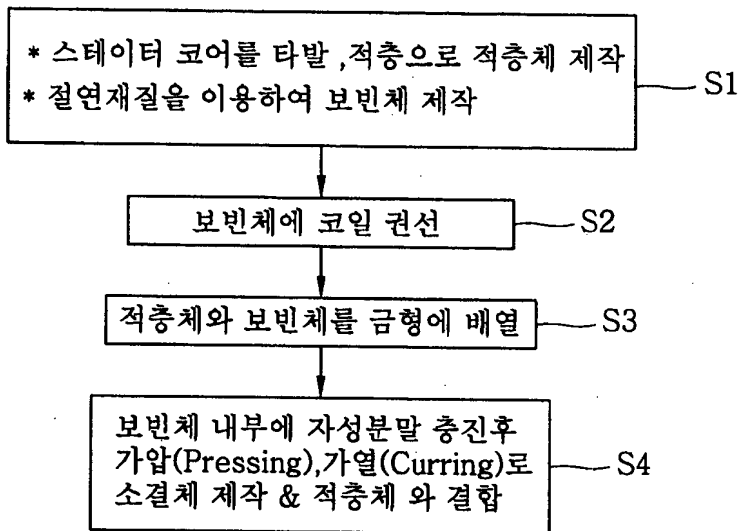 * 스테이터 코어를 타발 ,적층으로 적층체 제작
* 절연재질을 이용하여 보빈체 제작
S1
보빈체에 코일 권선
S2
적층체와 보빈체를 금형에 배열
S3
보빈체 내부에 자성분말 충진후
가압(Pressing),가열(Curring)로
소결체 제작 & 적층체 와 결합
S4